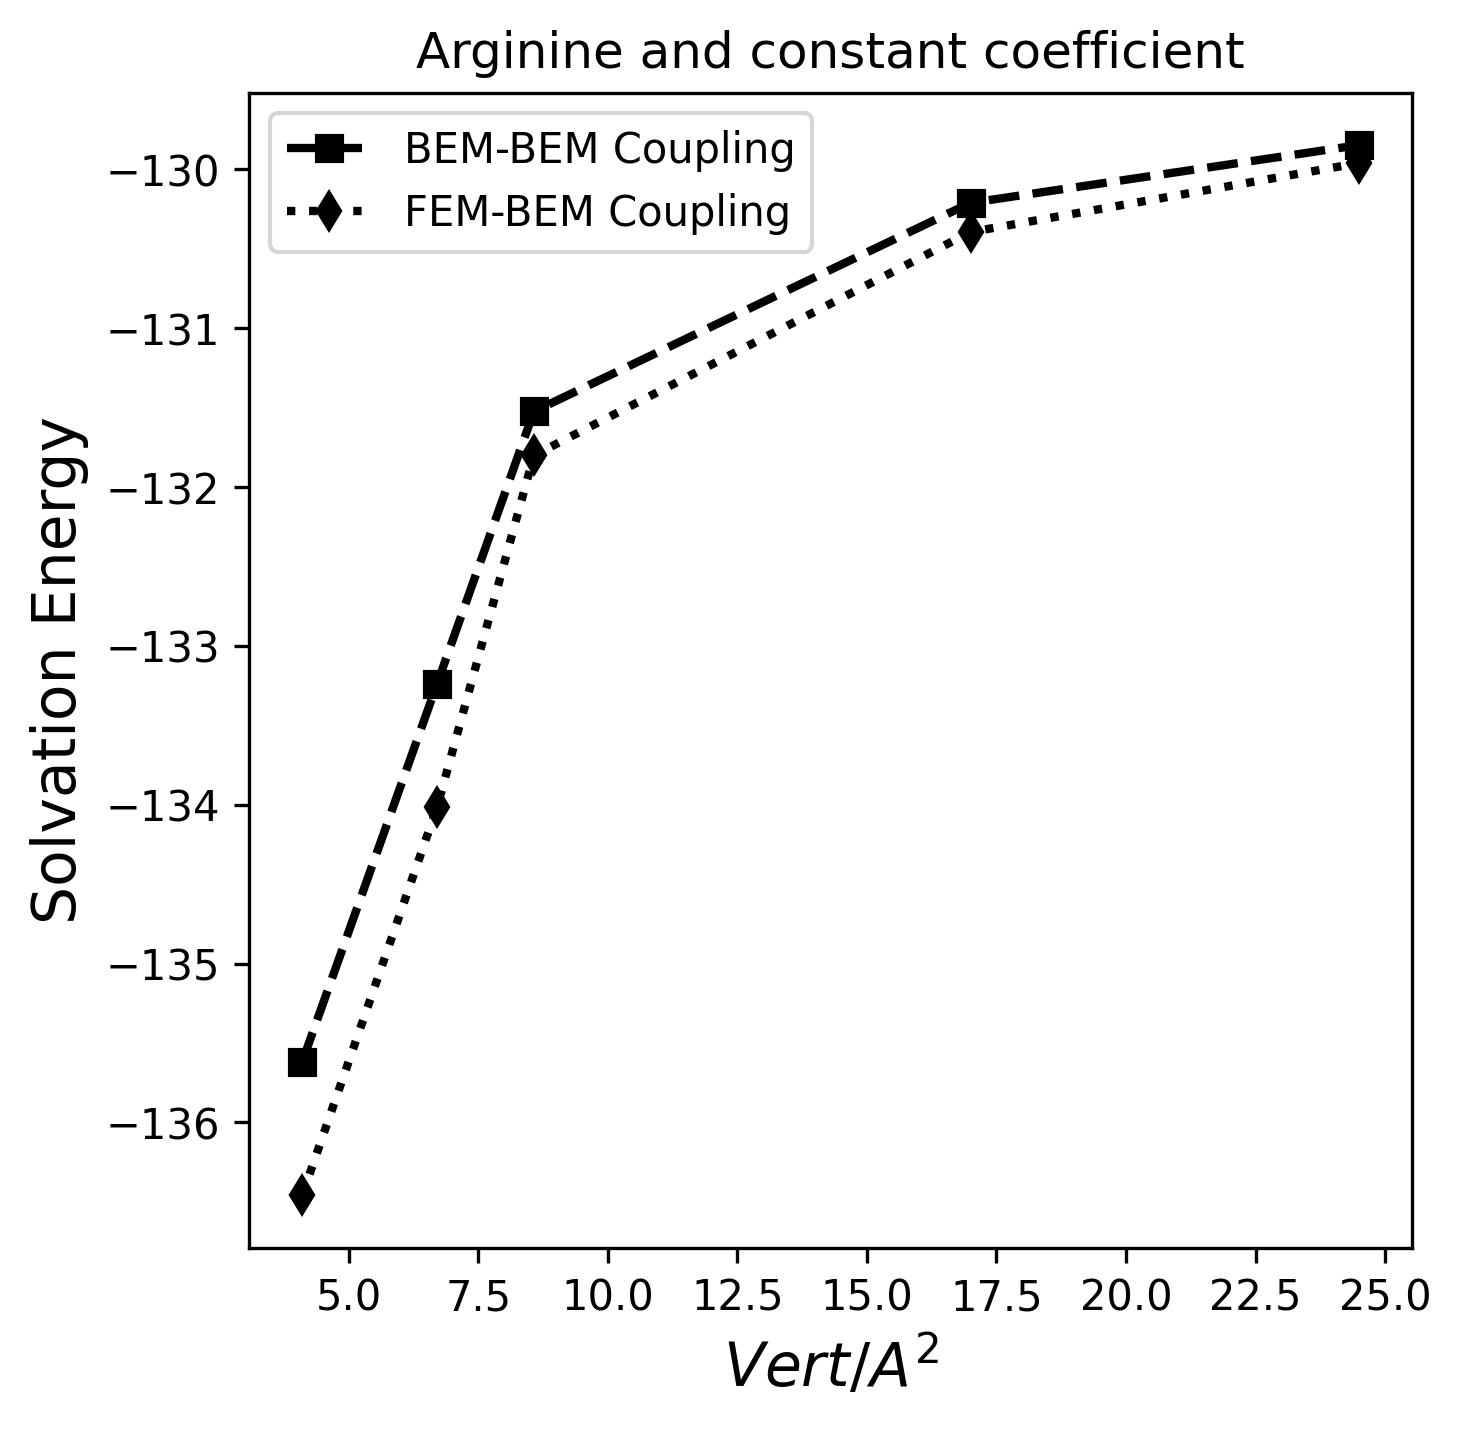 Arginine and constant coefficient
BEM-BEM Coupling
FEM-BEM Coupling
−130
−131
−132
−133
−134
−135
−136
Solvation Energy
5.0 7.5 10.0 12.5 15.0 17.5 20.0 22.5 25.0
Vert/A²